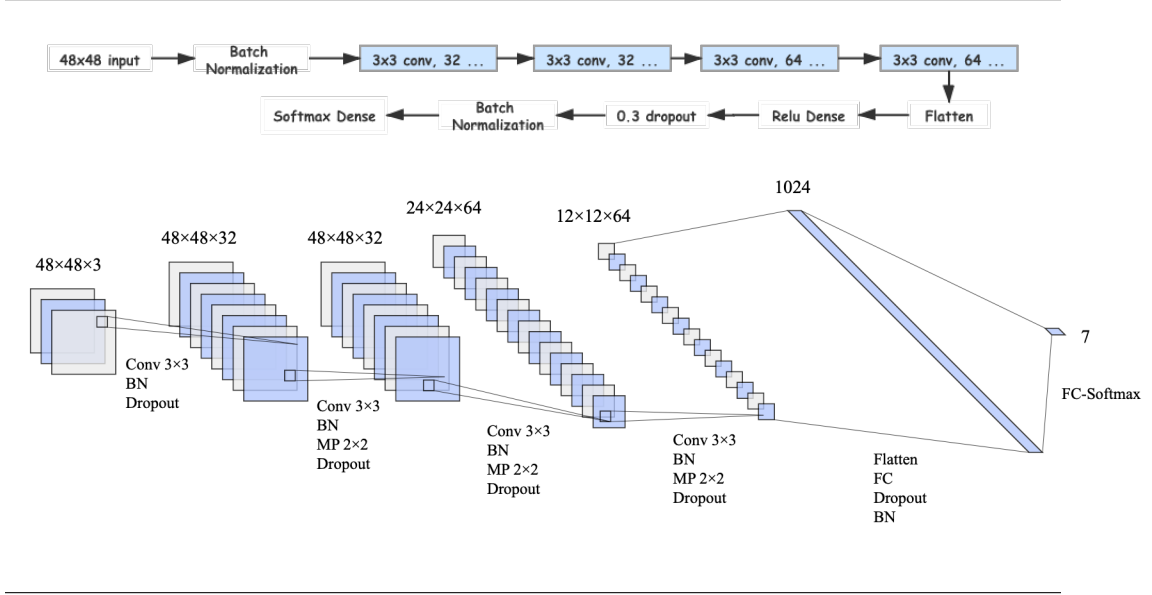 48x48 input
Batch
Normalization
3x3 conv, 32 ...
3x3 conv, 32 ...
3x3 conv, 64 ...
3x3 conv, 64 ...
Softmax Dense
Batch
Normalization
0.3 dropout
Relu Dense
Flatten
48×48×3
48×48×32
48×48×32
24×24×64
12×12×64
1024
7
Conv 3×3
BN
Dropout
Conv 3×3
BN
MP 2×2
Dropout
Conv 3×3
BN
MP 2×2
Dropout
Conv 3×3
BN
MP 2×2
Dropout
Flatten
FC
Dropout
BN
FC-Softmax